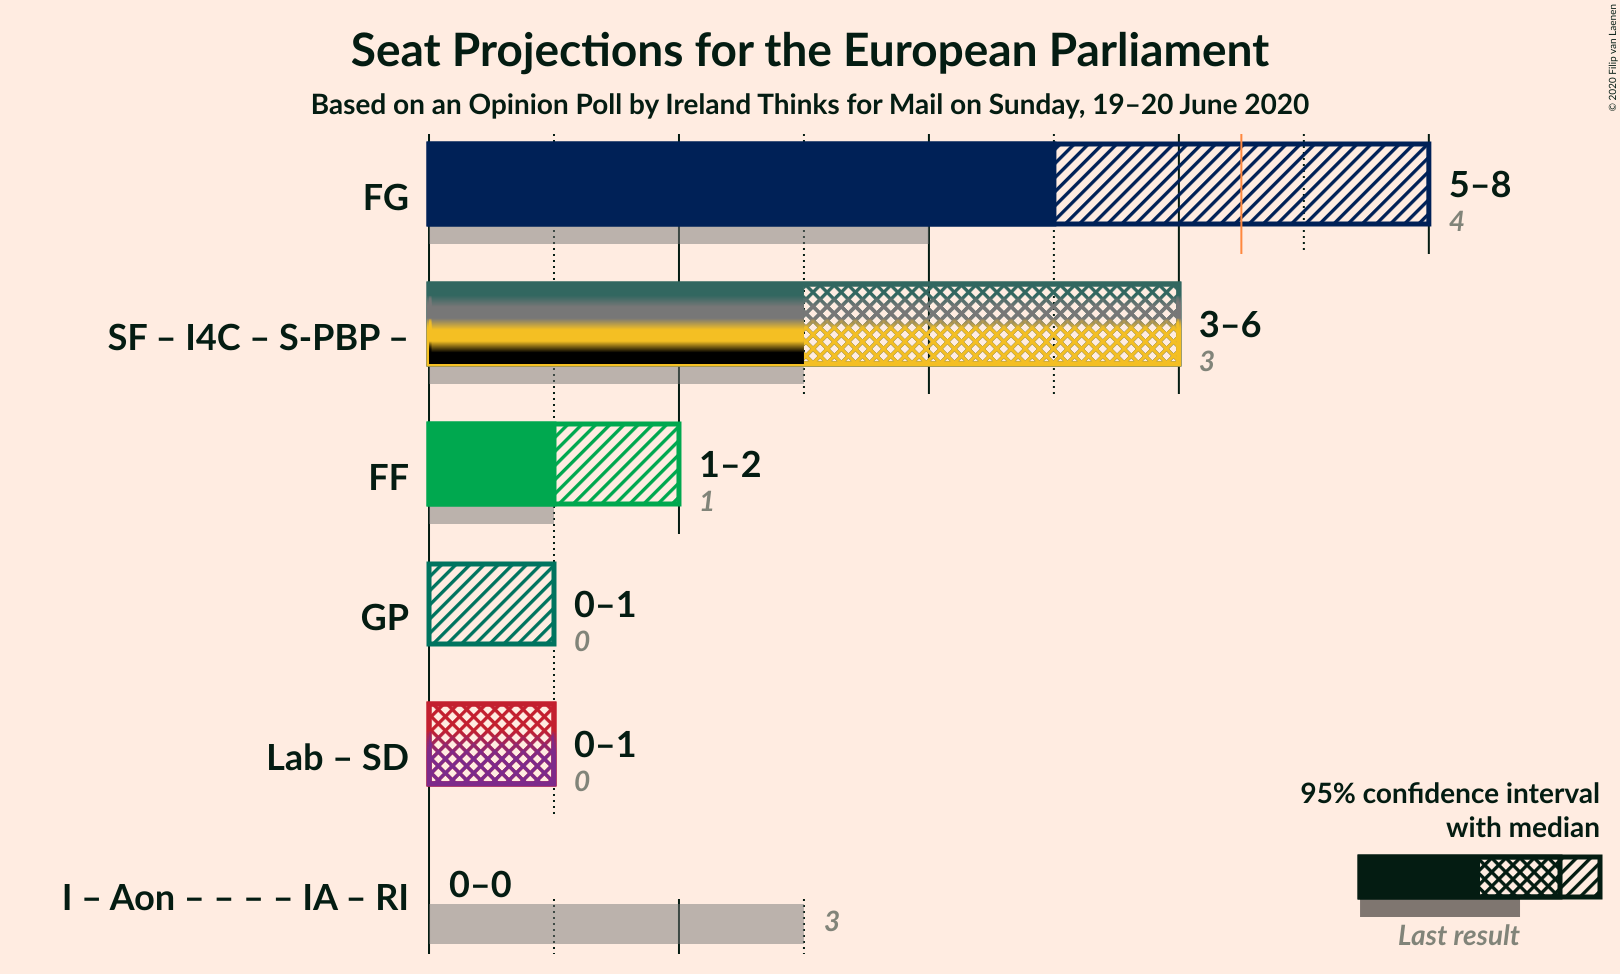 Seat Projections for the European Parliament
Based on an Opinion Poll by Ireland Thinks for Mail on Sunday, 19–20 June 2020
© 2020 Filip van Laenen
FG
5–8
4
SF – I4C – S-PBP –
3–6
3
FF
1–2
1
GP
0–1
0
Lab – SD
0–1
0
I – Aon – – – – IA – RI
0–0
3
95% confidence interval
with median
Last result